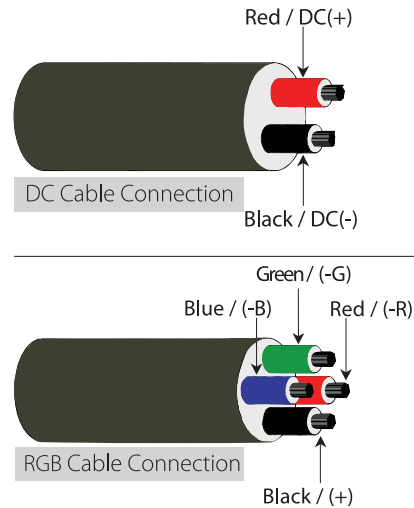 Red / DC(+)
DC Cable Connection
Black / DC(-)
Green / (-G)
Blue / (-B)
Red / (-R)
RGB Cable Connection
Black / (+)